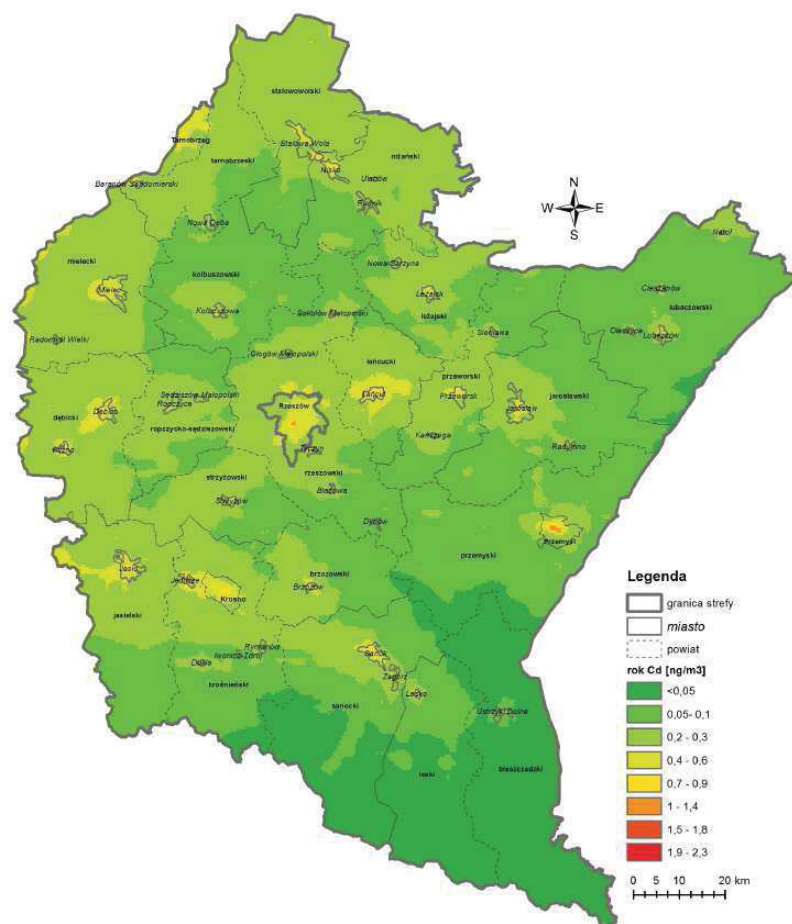 stalowowolski
Tarnobrzeg
Stalowa Wola
tarnobrzeski
Nisko
niżański
Ulanów
Baranów Sandomierski
Rudnik
N
W E
S
Nowa Dęba
Narol
mielecki
Nowa Sarzyna
Cieszanów
kolbuszowski
Mielec
Leżajsk
lubaczowski
Kolbuszowa
Sokołów Małopolski
leżajski
Oleszyce
Lubaczów
Radomyśl Wielki
Sieniawa
Głogów Małopolski
łańcucki
przeworski
Sędziszów Małopolski
Rzeszów
Łańcut
Przeworsk
jarosławski
Ropczyce
dębicki
Dębica
Jarosław
ropczycko-sędziszowski
Kańczuga
Pilzno
Tyczyn
Radymno
rzeszowski
strzyżowski
Błażowa
Strzyżów
Dynów
Przemyśl
przemyski
Jasło
brzozowski
Jedlicze
Brzozów
Krosno
jasielski
Rymanów
Iwonicz-Zdrój
Dukla
Sanok
Zagórz
krośnieński
Lesko
sanocki
Ustrzyki Dolne
leski
bieszczadzki
Legenda
granica strefy
miasto
powiat
rok Cd [ng/m3]
<0,05
0,05- 0,1
0,2 - 0,3
0,4 - 0,6
0,7 - 0,9
1 - 1,4
1,5 - 1,8
1,9 - 2,3
0 5 10 20 km